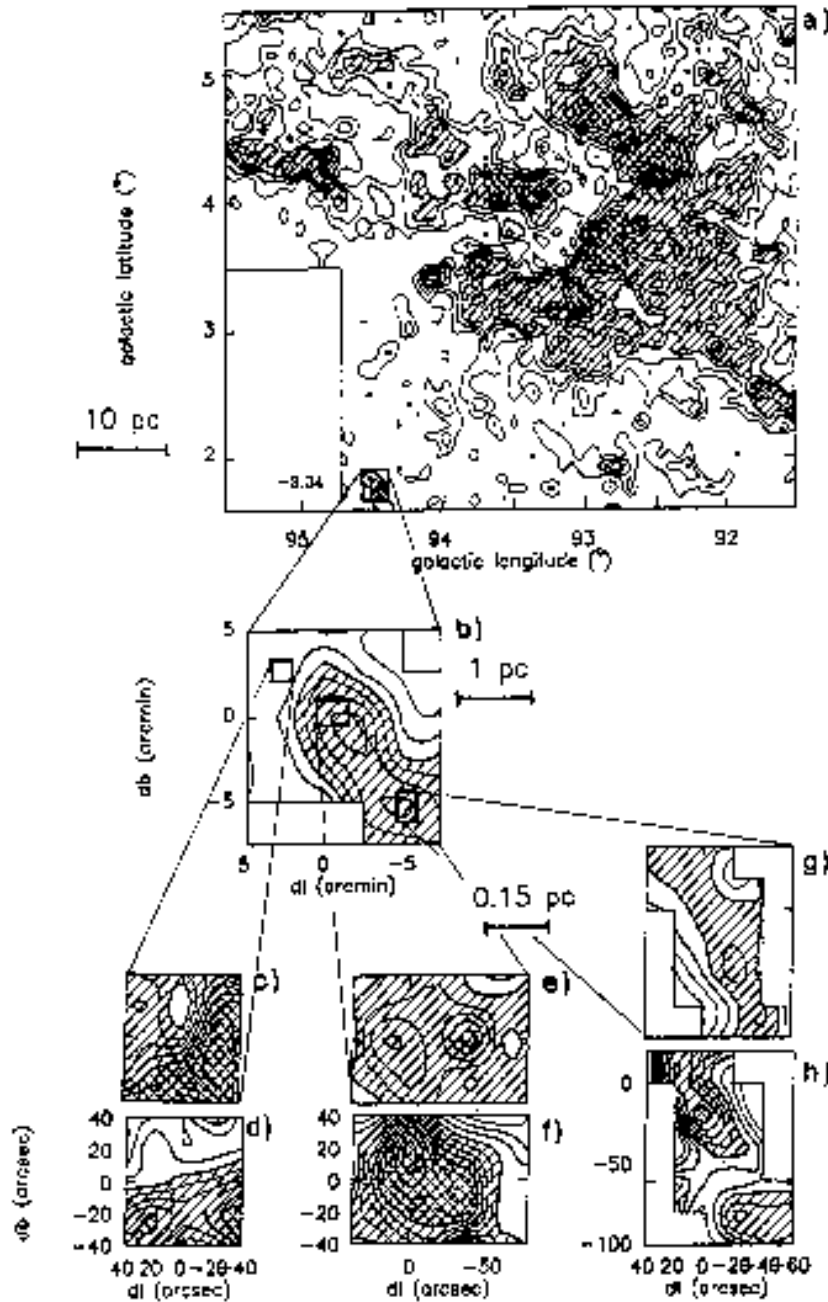 a)
5
4
3
2
galactic latitude (°)
10 pc
95 94 93 92
galactic longitude (°)
b)
5
0
-5
db (arcmin)
1 pc
5 0 -5
dl (arcmin)
0.15 pc
g)
c)
e)
h)
0
-50
-100
40
20
0
-20
-40
d)
40
20
0
-20
-40
f)
db (arcsec)
40 20 0 -20 -40
dl (arcsec)
0 -50
dl (arcsec)
40 20 0 -20 -40 -60
dl (arcsec)